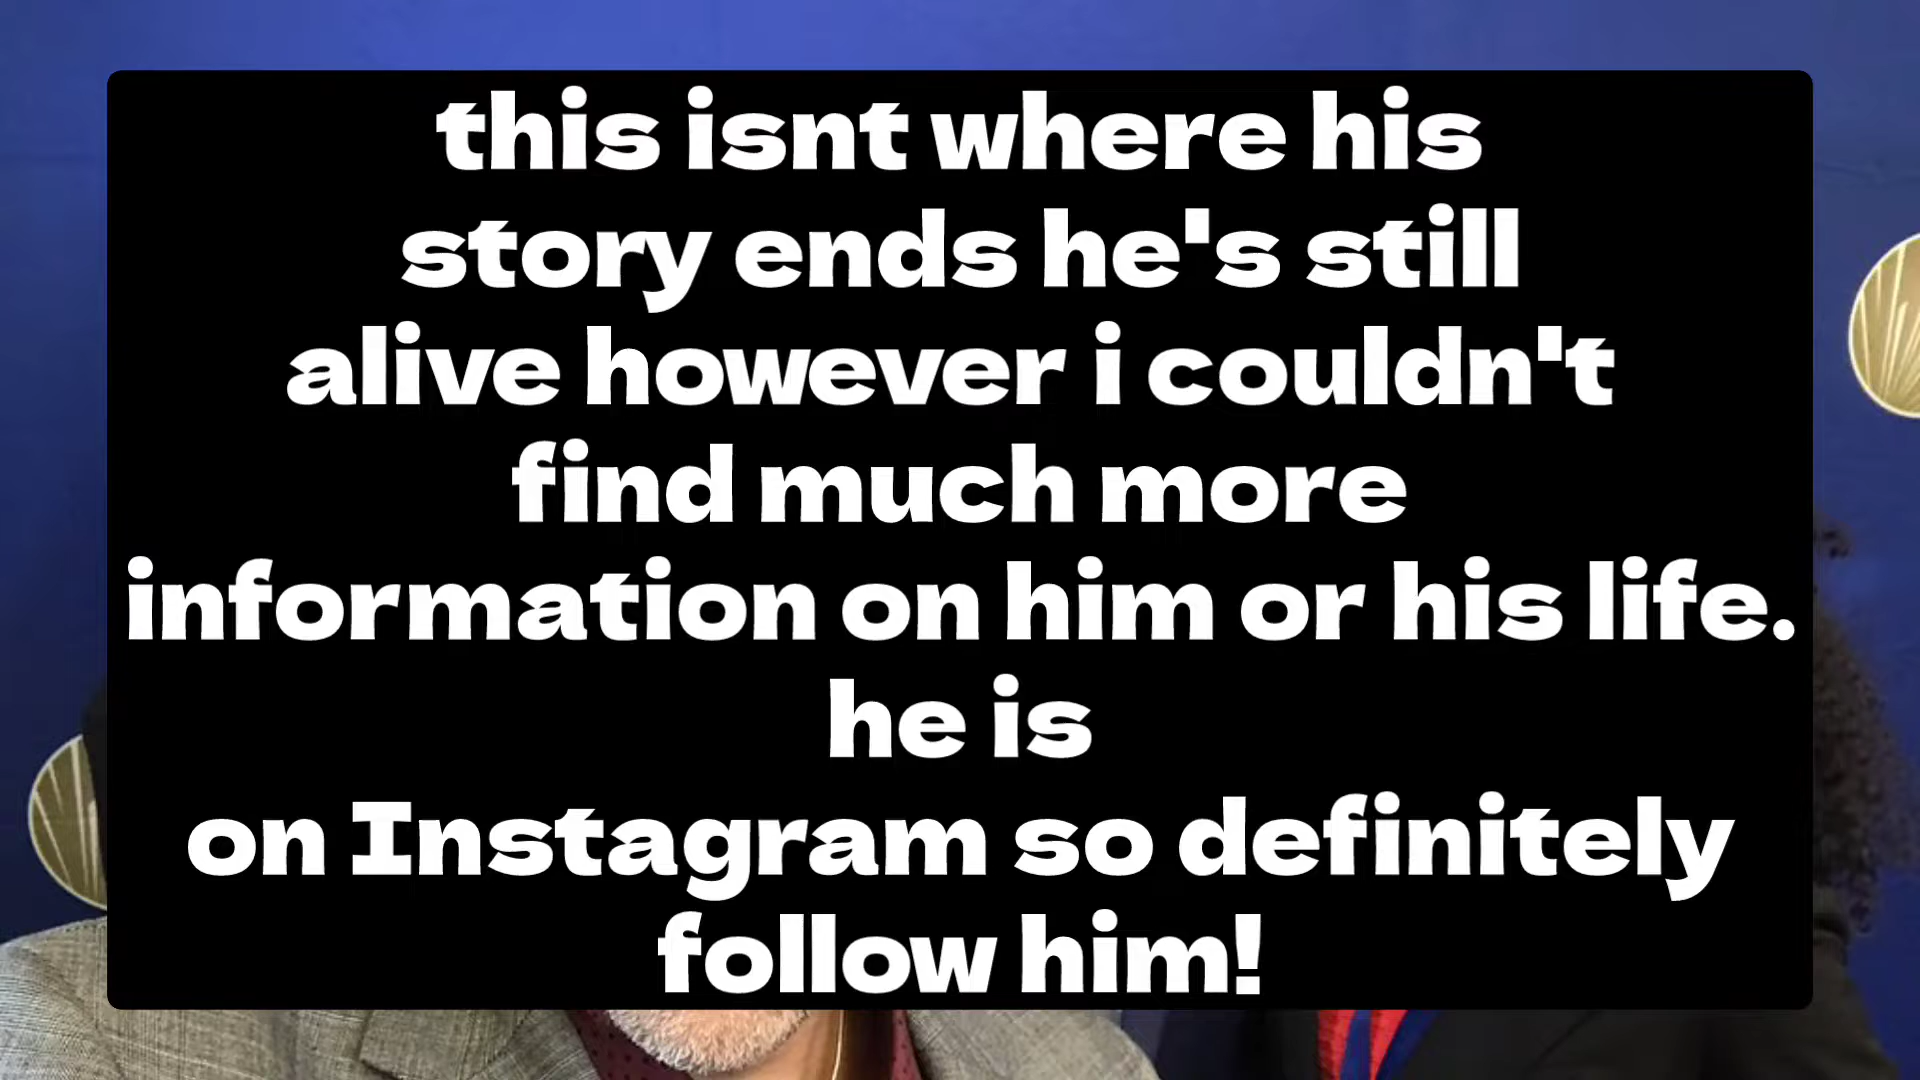 this isnt where his
story ends he's still
alive however i couldn't
find much more
information on him or his life.
he is
on Instagram so definitely
follow him!